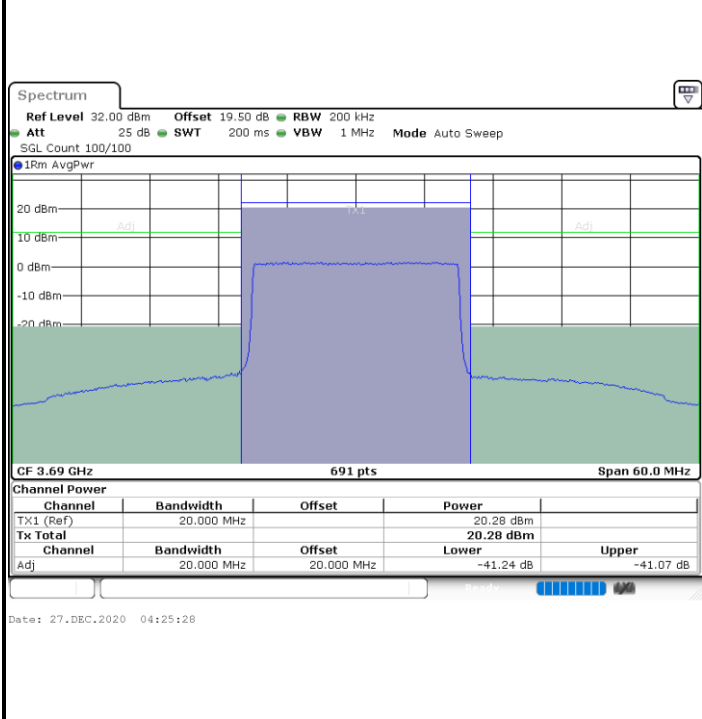 Spectrum
Ref Level 32.00 dBm Offset 19.50 dB RBW 200 kHz
Att 25 dB SWT 200 ms VBW 1 MHz Mode Auto Sweep
SGL Count 100/100
1Rm AvgPwr
20 dBm
TX1
Adj Adj
10 dBm
0 dBm
-10 dBm
-20 dBm
CF 3.69 GHz 691 pts Span 60.0 MHz
Channel Power
Channel Bandwidth Offset Power
TX1 (Ref) 20.000 MHz 20.28 dBm
Tx Total 20.28 dBm
Channel Bandwidth Offset Lower Upper
Adj 20.000 MHz 20.000 MHz -41.24 dB -41.07 dB
Ready
Date: 27.DEC.2020 04:25:28